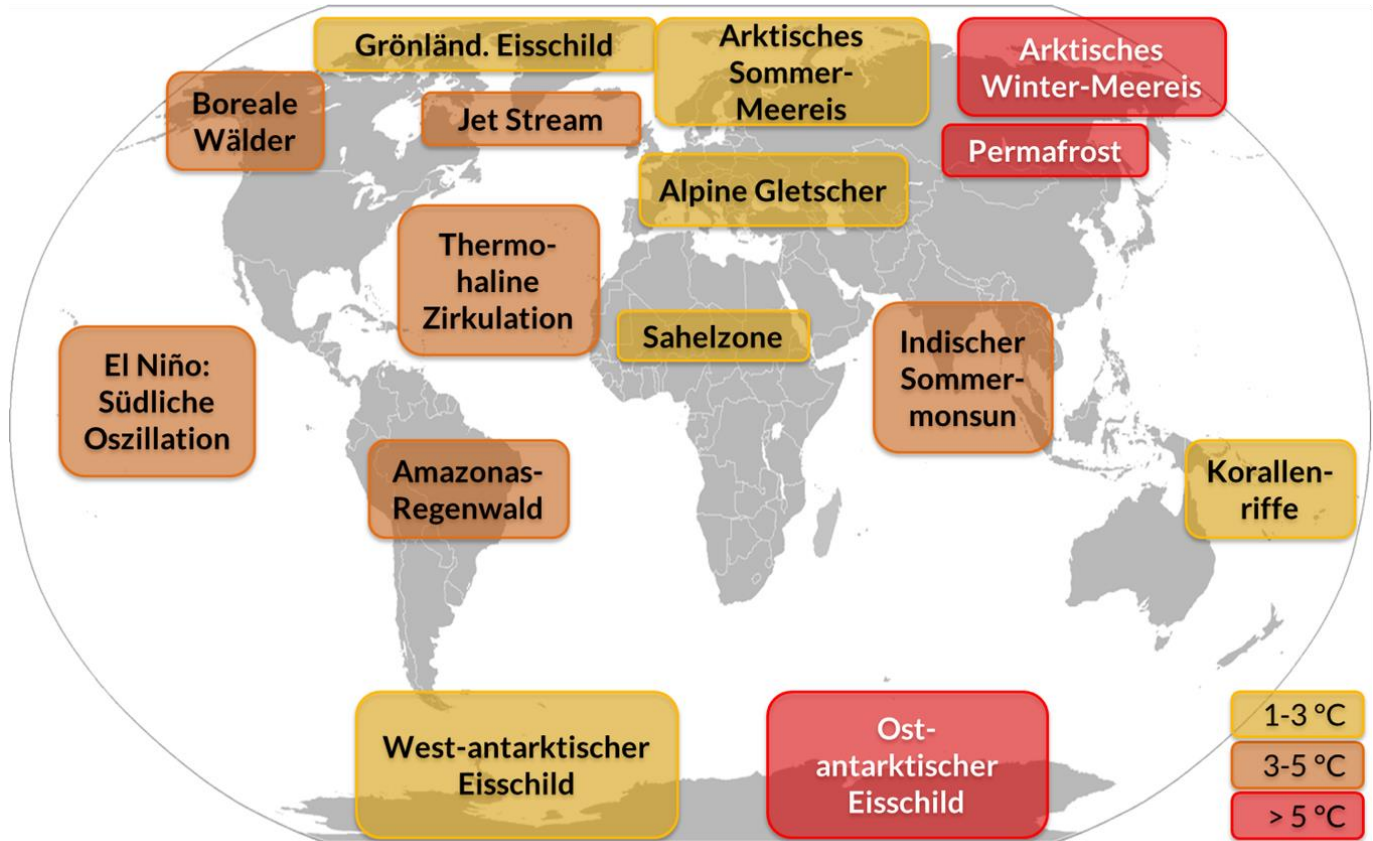 Grönländ. Eisschild
Arktisches
Sommer-
Meereis
Arktisches
Winter-Meereis
Boreale
Wälder
Jet Stream
Permafrost
Alpine Gletscher
Thermo-
haline
Zirkulation
Sahelzone
Indischer
Sommer-
monsun
El Niño:
Südliche
Oszillation
Amazonas-
Regenwald
Korallen-
riffe
West-antarktischer
Eisschild
Ost-
antarktischer
Eisschild
1-3 °C
3-5 °C
> 5 °C